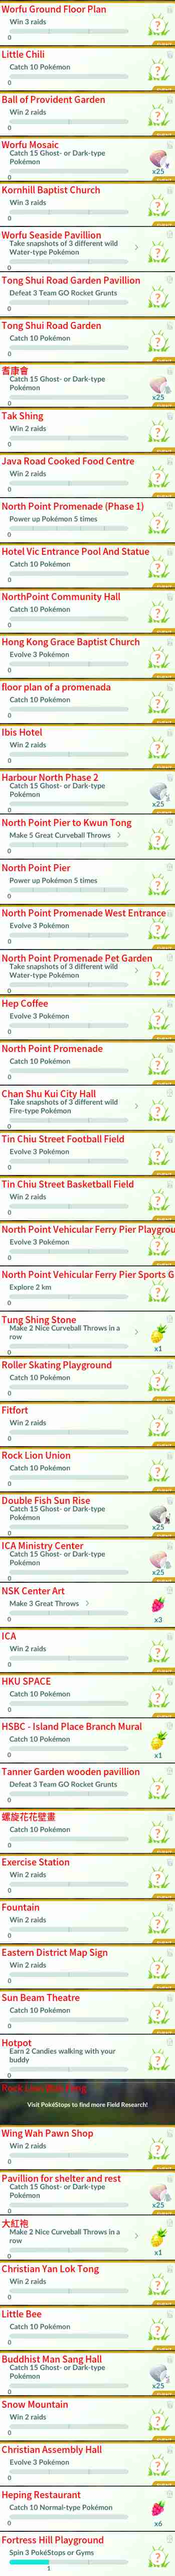 Worfu Ground Floor Plan
Win 3 raids
0
Little Chili
Catch 10 Pokémon
0
Ball of Provident Garden
Win 2 raids
0
Worfu Mosaic
Catch 15 Ghost- or Dark-type
Pokémon
x25
0
Kornhill Baptist Church
Win 3 raids
0
Worfu Seaside Pavillion
Take snapshots of 3 different wild
Water-type Pokémon
0
Tong Shui Road Garden Pavillion
Defeat 3 Team GO Rocket Grunts
0
Tong Shui Road Garden
Catch 10 Pokémon
0
耆康會
Catch 15 Ghost- or Dark-type
Pokémon
x25
0
Tak Shing
Win 2 raids
0
Java Road Cooked Food Centre
Win 2 raids
0
North Point Promenade (Phase 1)
Power up Pokémon 5 times
0
Hotel Vic Entrance Pool And Statue
Catch 10 Pokémon
0
NorthPoint Community Hall
Catch 10 Pokémon
0
Hong Kong Grace Baptist Church
Evolve 3 Pokémon
0
floor plan of a promenada
Catch 10 Pokémon
0
Ibis Hotel
Win 2 raids
0
Harbour North Phase 2
Catch 15 Ghost- or Dark-type
Pokémon
x25
0
North Point Pier to Kwun Tong
Make 5 Great Curveball Throws
0
North Point Pier
Power up Pokémon 5 times
0
North Point Promenade West Entrance
Evolve 3 Pokémon
0
North Point Promenade Pet Garden
Take snapshots of 3 different wild
Water-type Pokémon
0
Hep Coffee
Evolve 3 Pokémon
0
North Point Promenade
Catch 10 Pokémon
0
Chan Shu Kui City Hall
Take snapshots of 3 different wild
Fire-type Pokémon
0
Tin Chiu Street Football Field
Evolve 3 Pokémon
0
Tin Chiu Street Basketball Field
Win 2 raids
0
North Point Vehicular Ferry Pier Playgrou
Evolve 3 Pokémon
0
North Point Vehicular Ferry Pier Sports G
Explore 2 km
0
Tung Shing Stone
Make 2 Nice Curveball Throws in a
row
x1
0
Roller Skating Playground
Catch 10 Pokémon
0
Fitfort
Win 2 raids
0
Rock Lion Union
Catch 10 Pokémon
0
Double Fish Sun Rise
Catch 15 Ghost- or Dark-type
Pokémon
x25
0
ICA Ministry Center
Catch 15 Ghost- or Dark-type
Pokémon
x25
0
NSK Center Art
Make 3 Great Throws
0
x3
ICA
Win 2 raids
0
HKU SPACE
Catch 10 Pokémon
0
HSBC - Island Place Branch Mural
Catch 10 Pokémon
0
x1
Tanner Garden wooden pavillion
Defeat 3 Team GO Rocket Grunts
0
螺旋花花壁畫
Catch 10 Pokémon
0
Exercise Station
Win 2 raids
0
Fountain
Win 2 raids
0
Eastern District Map Sign
Win 2 raids
0
Sun Beam Theatre
Catch 10 Pokémon
0
Hotpot
Earn 2 Candies walking with your
buddy
0
Visit PokéStops to find more Field Research!
Wing Wah Pawn Shop
Win 2 raids
0
Pavillion for shelter and rest
Catch 15 Ghost- or Dark-type
Pokémon
x25
0
大紅袍
Make 2 Nice Curveball Throws in a
row
x1
0
Christian Yan Lok Tong
Win 2 raids
0
Little Bee
Catch 10 Pokémon
0
Buddhist Man Sang Hall
Catch 15 Ghost- or Dark-type
Pokémon
x25
0
Snow Mountain
Win 2 raids
0
Christian Assembly Hall
Evolve 3 Pokémon
0
Heping Restaurant
Catch 10 Normal-type Pokémon
0
x6
Fortress Hill Playground
Spin 3 PokéStops or Gyms
1